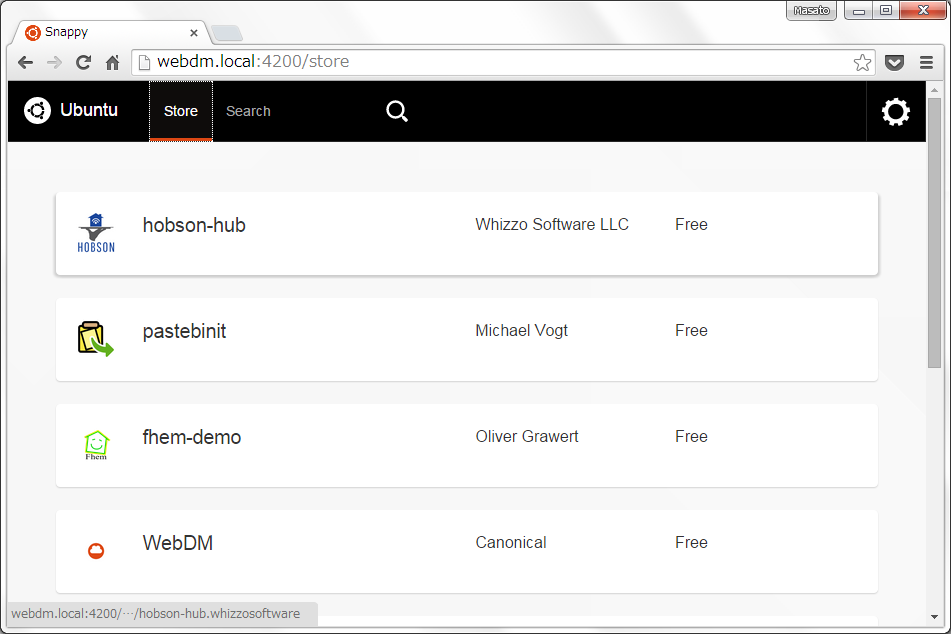 Masato
Snappy
webdm.local:4200/store
Ubuntu Store Search
HOBSON hobson-hub Whizzo Software LLC Free
pastebinit Michael Vogt Free
Fhem fhem-demo Oliver Grawert Free
WebDM Canonical Free
webdm.local:4200/…/hobson-hub.whizzosoftware